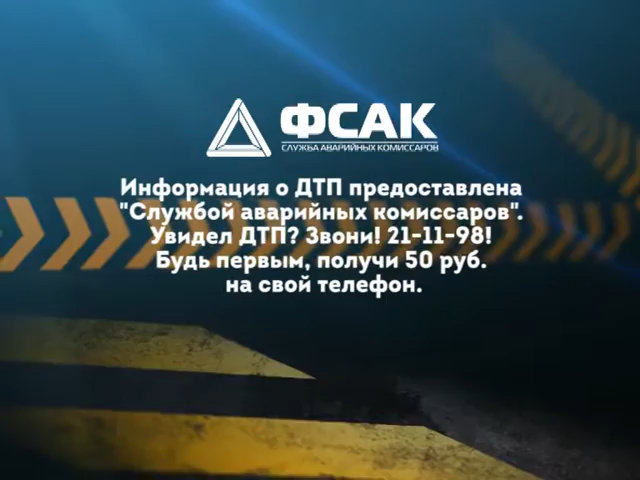 ФСАК
СЛУЖБА АВАРИЙНЫХ КОМИССАРОВ
Информация о ДТП предоставлена
"Службой аварийных комиссаров".
Увидел ДТП? Звони! 21-11-98!
Будь первым, получи 50 руб.
на свой телефон.